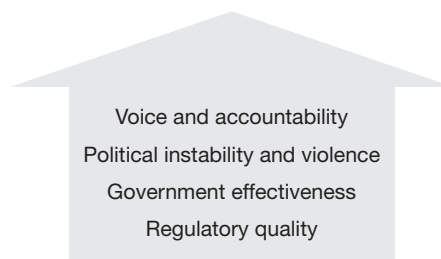 Voice and accountability
Political instability and violence
Government effectiveness
Regulatory quality